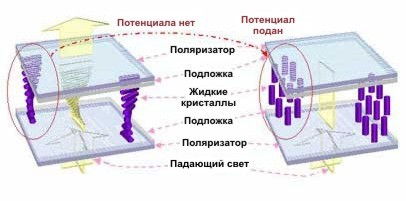 Потенциала нет
Потенциал
подан
Поляризатор
Подложка
Жидкие
кристаллы
Подложка
Поляризатор
Падающий свет